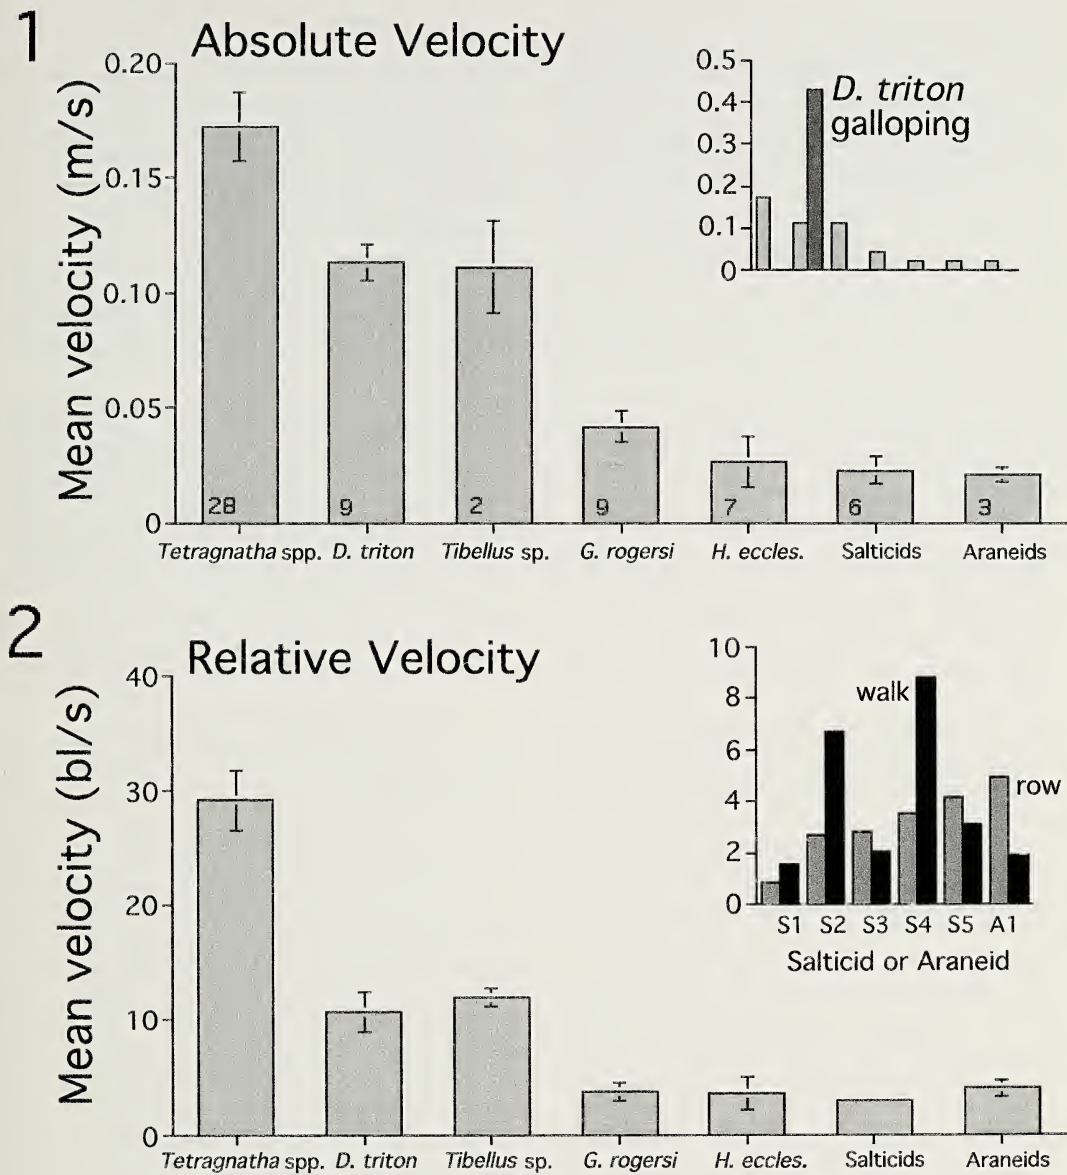 1
Absolute Velocity
Mean velocity (m/s)
0.20
0.15
0.10
0.05
0
28
9
2
9
7
6
3
Tetragnatha spp.
D. triton
Tibellus sp.
G. rogersi
H. eccles.
Salticids
Araneids
0.5
0.4
0.3
0.2
0.1
0
D. triton
galloping
2
Relative Velocity
Mean velocity (bl/s)
40
30
20
10
0
Tetragnatha spp.
D. triton
Tibellus sp.
G. rogersi
H. eccles.
Salticids
Araneids
10
8
6
4
2
0
walk
row
S1
S2
S3
S4
S5
A1
Salticid or Araneid